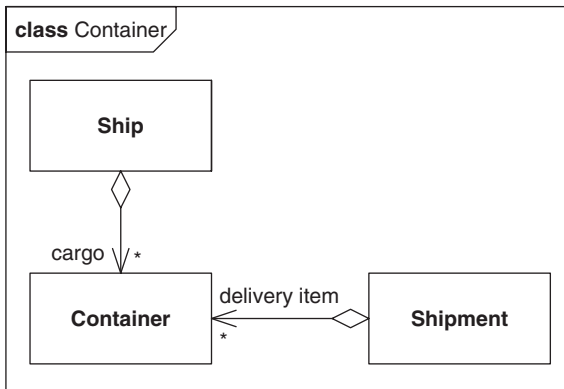 class Container
Ship
cargo *
delivery item
Container
Shipment
*